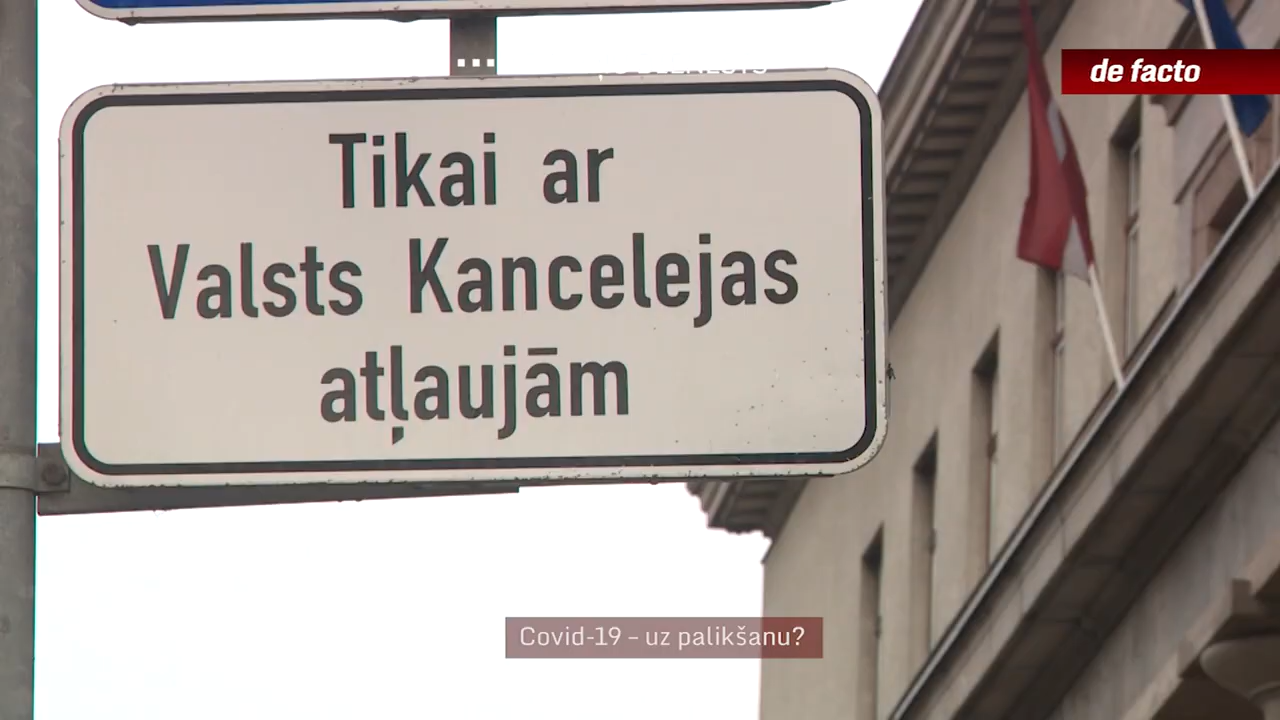 de facto
Tikai ar
Valsts Kancelejas
atļaujām
Covid-19 – uz palikšanu?